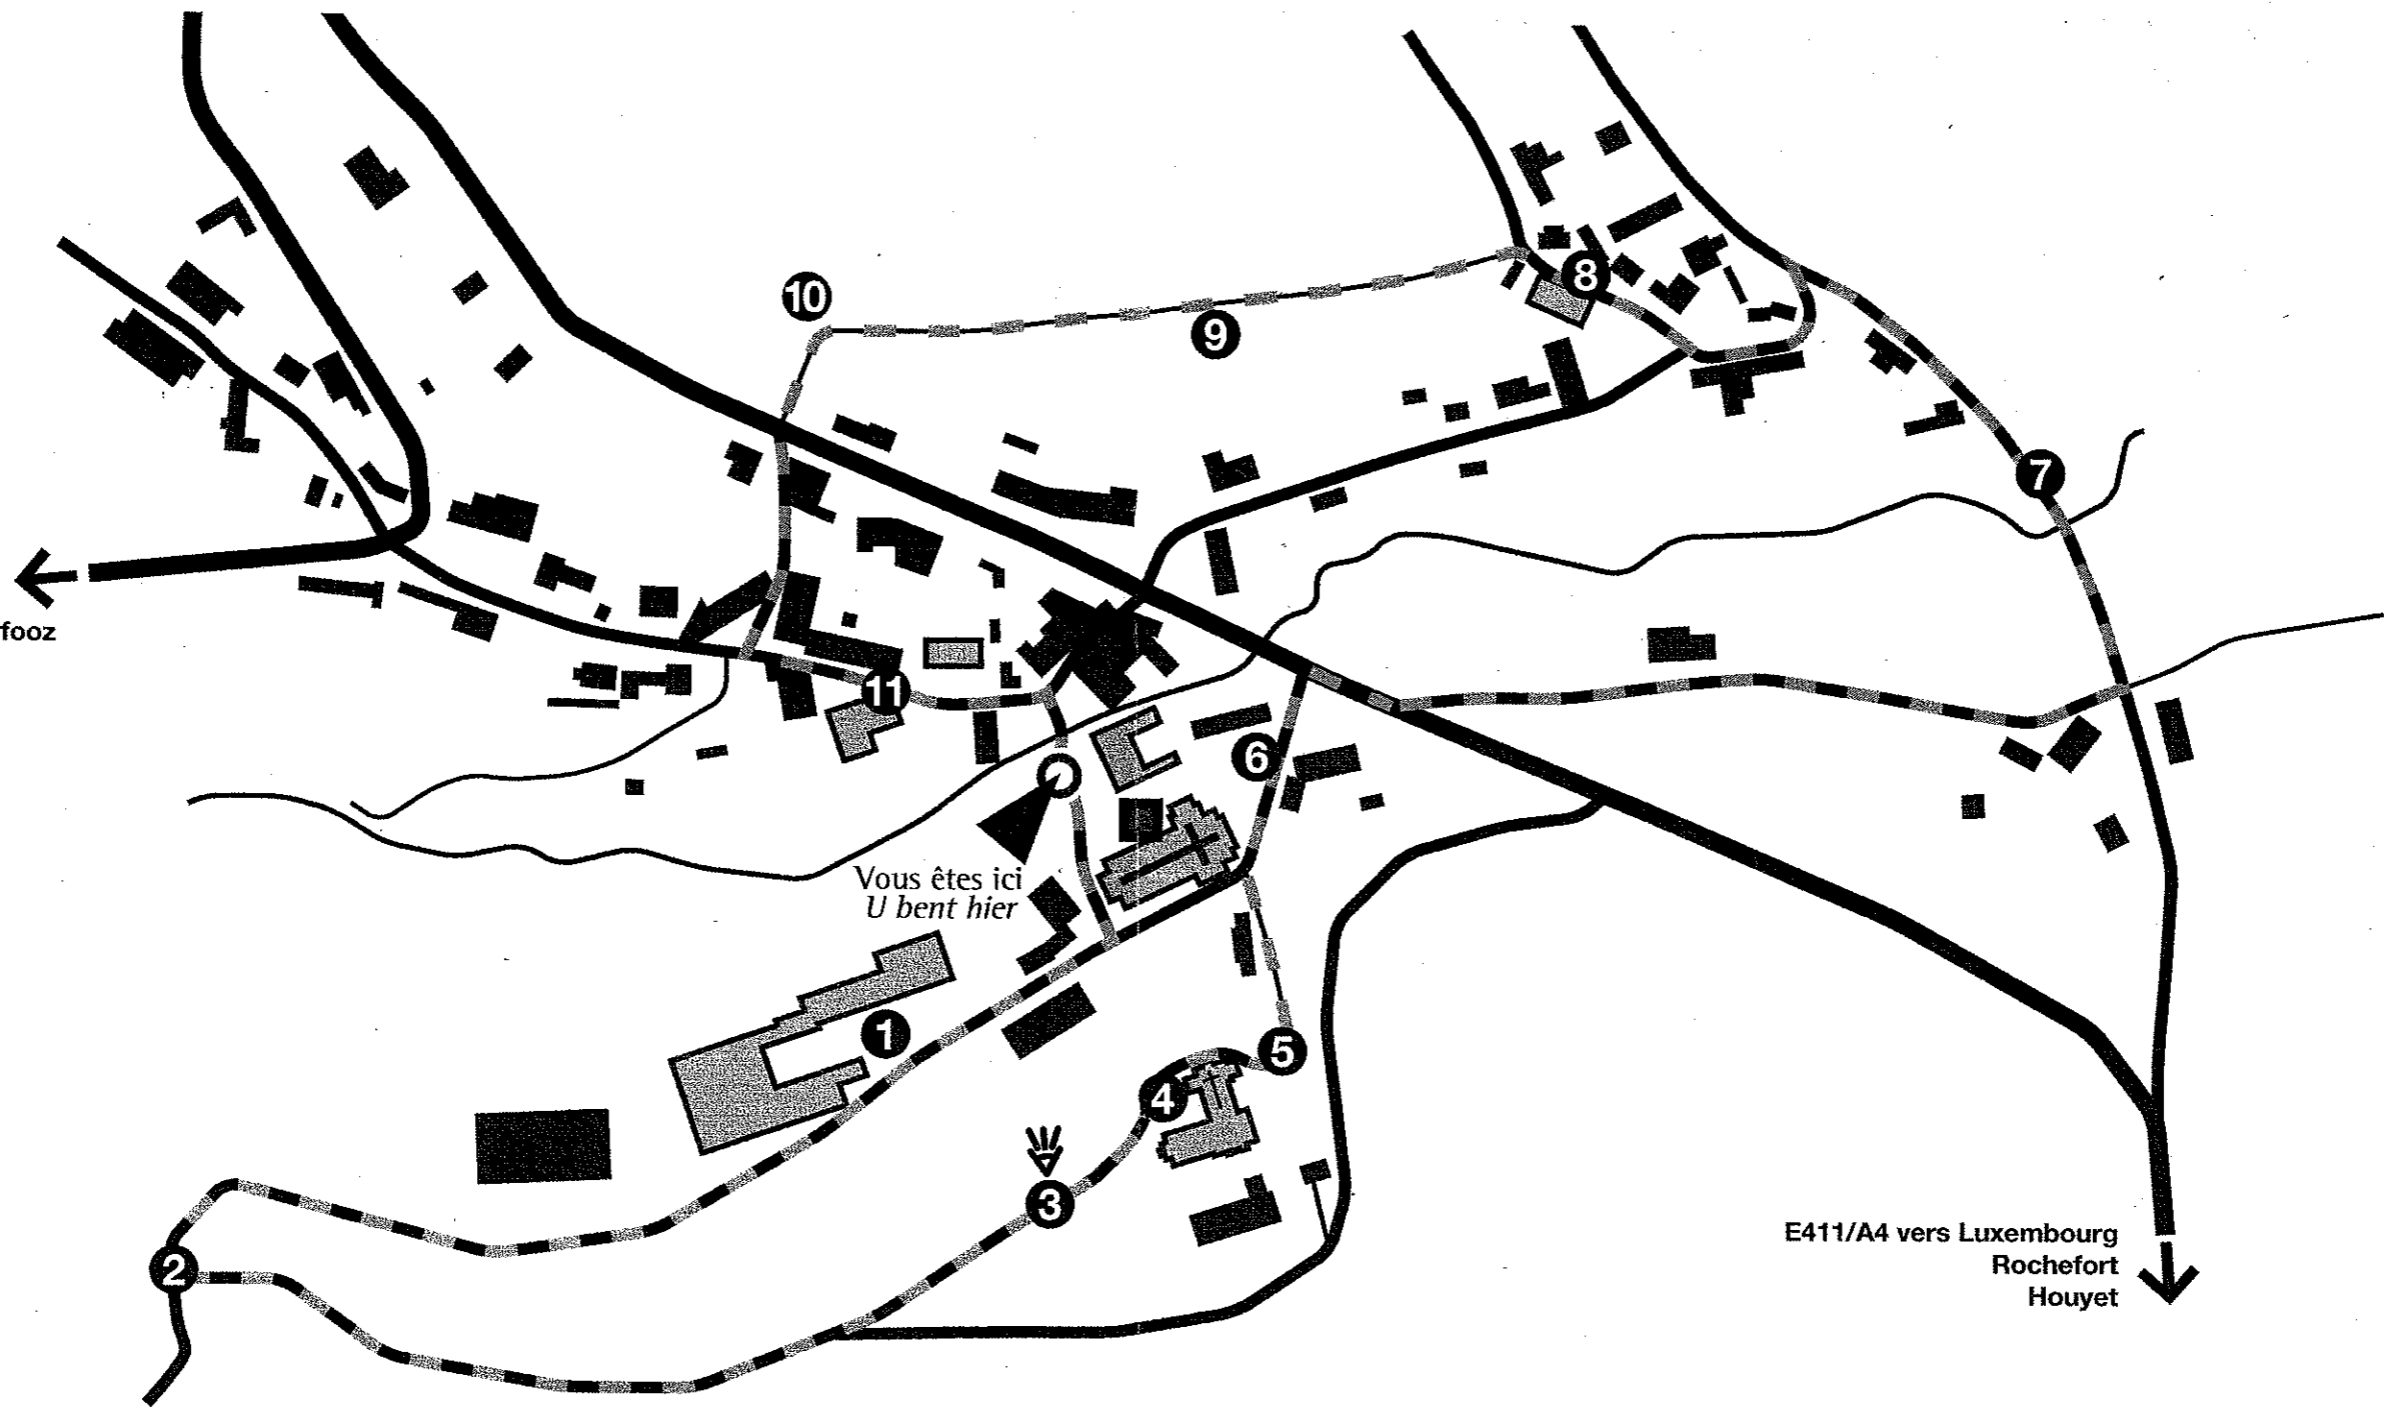 10
8
9
7
fooz
11
6
Vous êtes ici
U bent hier
1
5
4
3
E411/A4 vers Luxembourg
Rochefort
Houyet
2